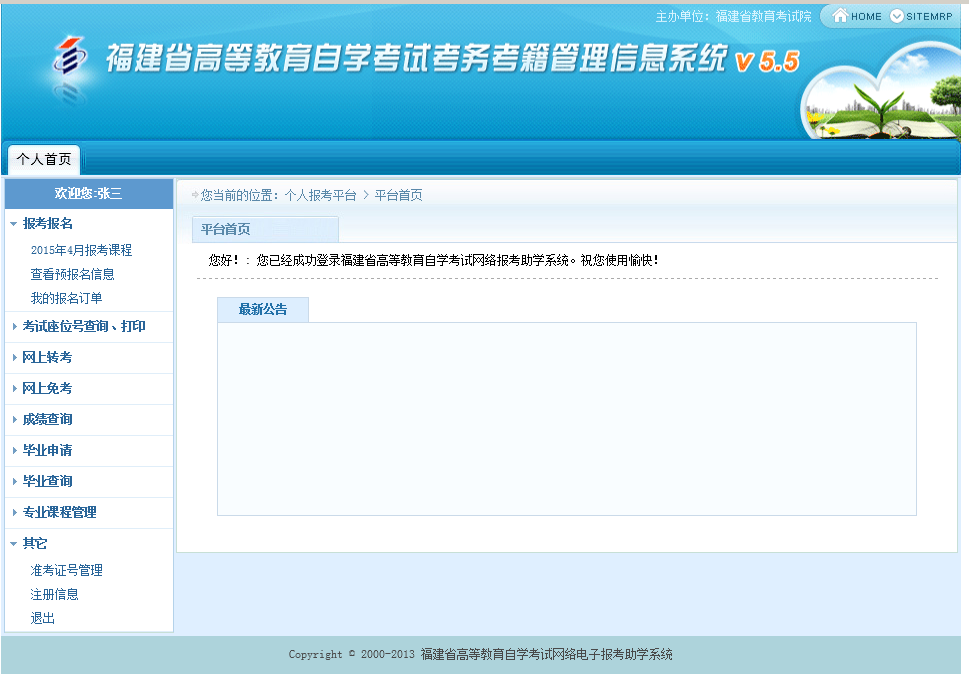 主办单位：福建省教育考试院
HOME
SITEMRP
福建省高等教育自学考试考务考籍管理信息系统 V 5.5
个人首页
欢迎您:张三
报考报名
2015年4月报考课程
查看预报名信息
我的报名订单
考试座位号查询、打印
网上转考
网上免考
成绩查询
毕业申请
毕业查询
专业课程管理
其它
准考证号管理
注册信息
退出
您当前的位置：个人报考平台 > 平台首页
平台首页
您好！：您已经成功登录福建省高等教育自学考试网络报考助学系统。祝您使用愉快！
最新公告
Copyright © 2000-2013 福建省高等教育自学考试网络电子报考助学系统